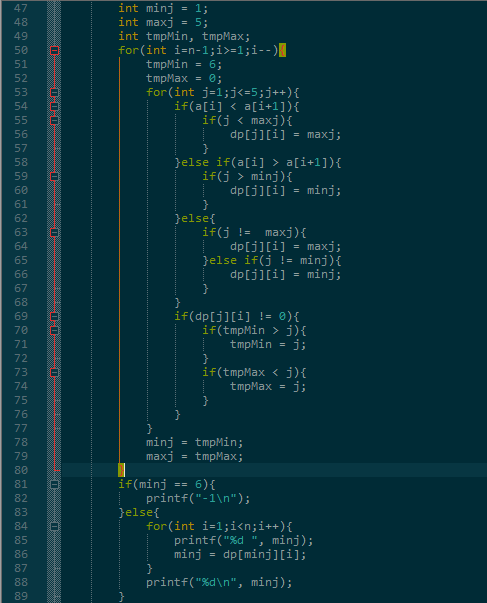 47 int minj = 1;
48 int maxj = 5;
49 int tmpMin, tmpMax;
50 for(int i=n-1;i>=1;i--){
51 tmpMin = 6;
52 tmpMax = 0;
53 for(int j=1;j<=5;j++){
54 if(a[i] < a[i+1]){
55 if(j < maxj){
56 dp[j][i] = maxj;
57 }
58 }else if(a[i] > a[i+1]){
59 if(j > minj){
60 dp[j][i] = minj;
61 }
62 }else{
63 if(j !=  maxj){
64 dp[j][i] = maxj;
65 }else if(j != minj){
66 dp[j][i] = minj;
67 }
68 }
69 if(dp[j][i] != 0){
70 if(tmpMin > j){
71 tmpMin = j;
72 }
73 if(tmpMax < j){
74 tmpMax = j;
75 }
76 }
77 }
78 minj = tmpMin;
79 maxj = tmpMax;
80 }
81 if(minj == 6){
82 printf("-1\n");
83 }else{
84 for(int i=1;i<n;i++){
85 printf("%d ", minj);
86 minj = dp[minj][i];
87 }
88 printf("%d\n", minj);
89 }